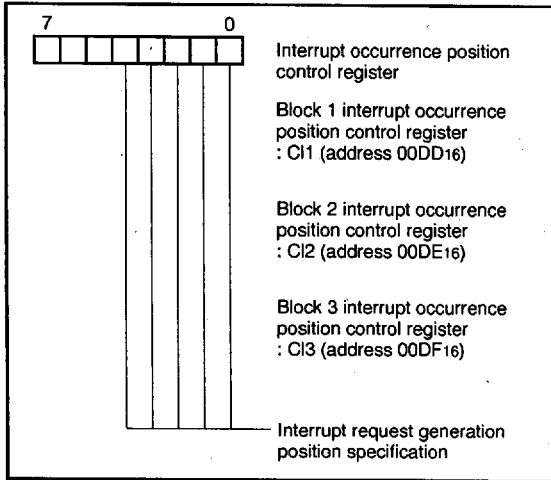 7 0
Interrupt occurrence position
control register
Block 1 interrupt occurrence
position control register
: CI1 (address 00DD16)
Block 2 interrupt occurrence
position control register
: CI2 (address 00DE16)
Block 3 interrupt occurrence
position control register
: CI3 (address 00DF16)
Interrupt request generation
position specification